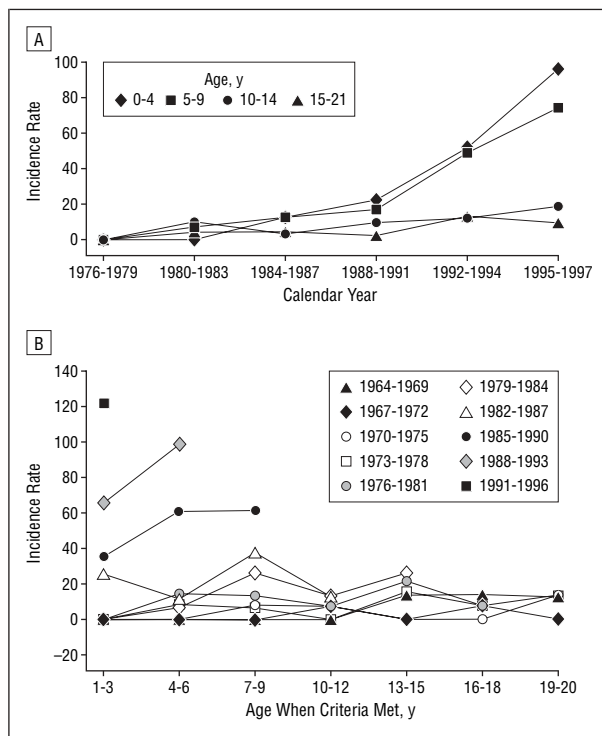 A
Age, y
0-4 5-9 10-14 15-21
Incidence Rate
100
80
60
40
20
0
1976-1979 1980-1983 1984-1987 1988-1991 1992-1994 1995-1997
Calendar Year
B
1964-1969 1979-1984
1967-1972 1982-1987
1970-1975 1985-1990
1973-1978 1988-1993
1976-1981 1991-1996
Incidence Rate
140
120
100
80
60
40
20
0
–20
1-3 4-6 7-9 10-12 13-15 16-18 19-20
Age When Criteria Met, y